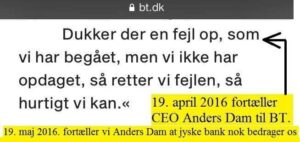 bt.dk
Dukker der en fejl op, som
vi har begået, men vi ikke har
opdaget, så retter vi fejlen, så
hurtigt vi kan.«
19. april 2016 fortæller
CEO Anders Dam til BT.
19. maj 2016. fortæller vi Anders Dam at jyske bank nok bedrager os